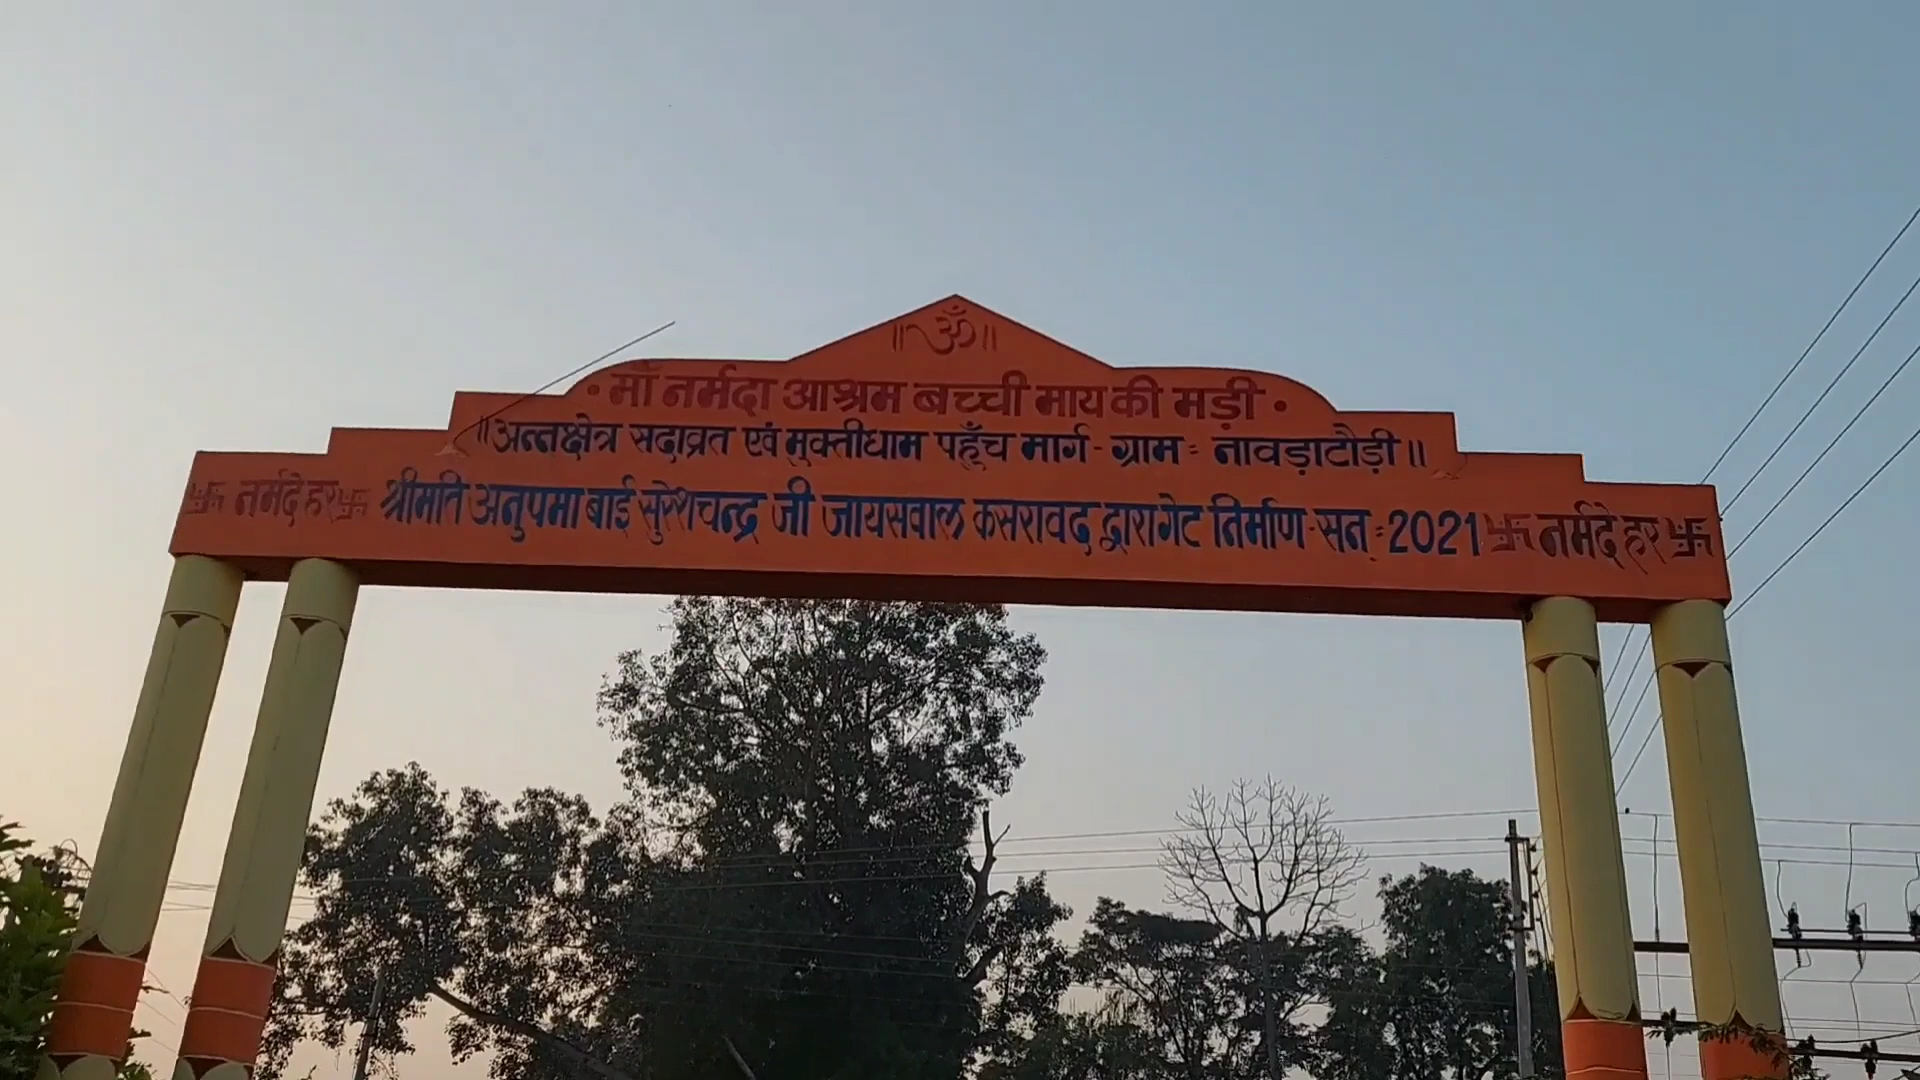 ॥ ॐ ॥
• माँ नर्मदा आश्रम बच्ची माय की मड़ी •
॥ अन्नक्षेत्र सदाव्रत एवं मुक्तीधाम पहुँच मार्ग - ग्राम = नावड़ाटौड़ी ॥
卐 नर्मदे हर 卐 श्रीमति अनुपमा बाई सुरेशचन्द्र जी जायसवाल कसरावद द्वारा गेट निर्माण - सन् = 2021 卐 नर्मदे हर 卐